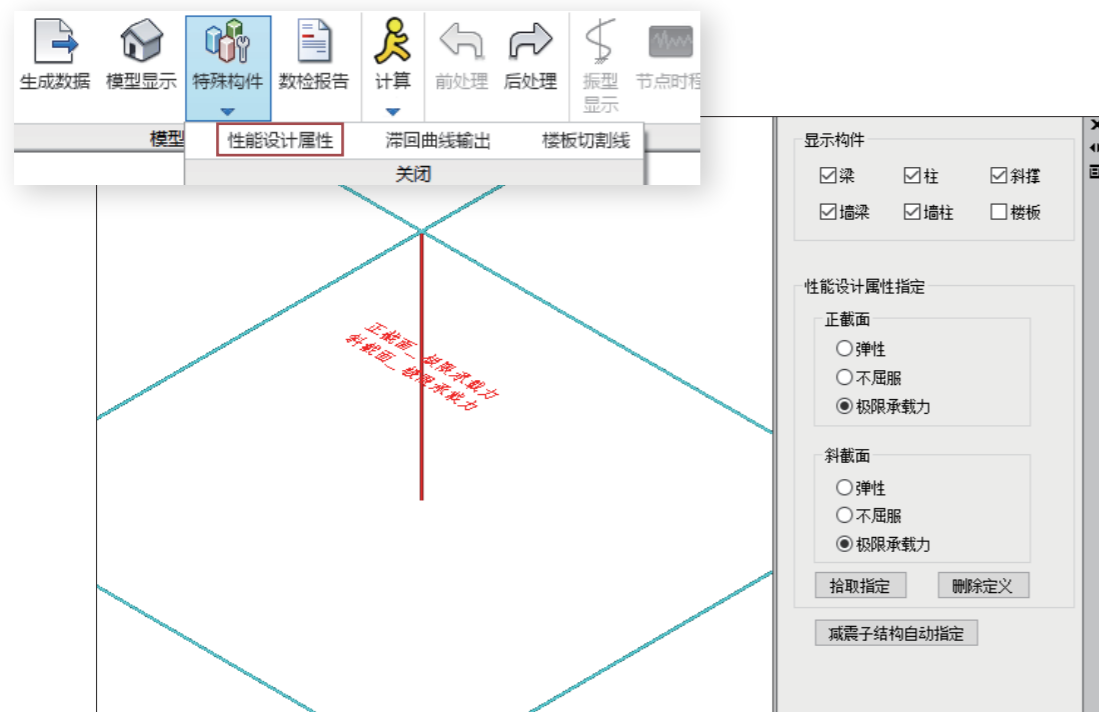 生成数据 模型显示 特殊构件 数检报告 计算 前处理 后处理 振型显示 节点时程
模型 性能设计属性 滞回曲线输出 楼板切割线
关闭
正截面_极限承载力
斜截面_极限承载力
显示构件
梁 柱 斜撑
墙梁 墙柱 楼板
性能设计属性指定
正截面
弹性
不屈服
极限承载力
斜截面
弹性
不屈服
极限承载力
拾取指定 删除定义
减震子结构自动指定